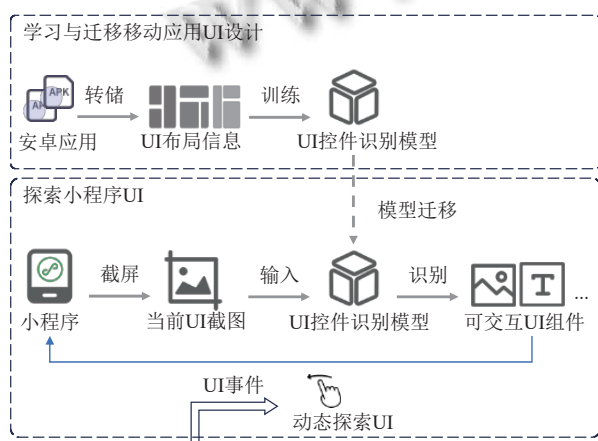 学习与迁移移动应用UI设计
APK
转储
训练
安卓应用
UI布局信息
UI控件识别模型
探索小程序UI
模型迁移
截屏
输入
识别
T
...
小程序
当前UI截图
UI控件识别模型
可交互UI组件
UI事件
动态探索UI